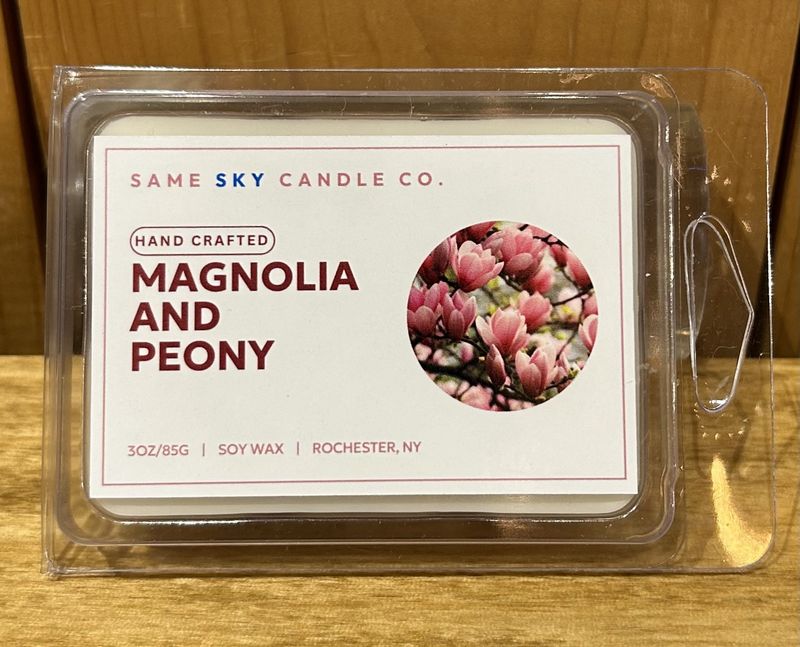 SAME SKY CANDLE CO.
HAND CRAFTED
MAGNOLIA
AND
PEONY
3OZ/85G | SOY WAX | ROCHESTER, NY